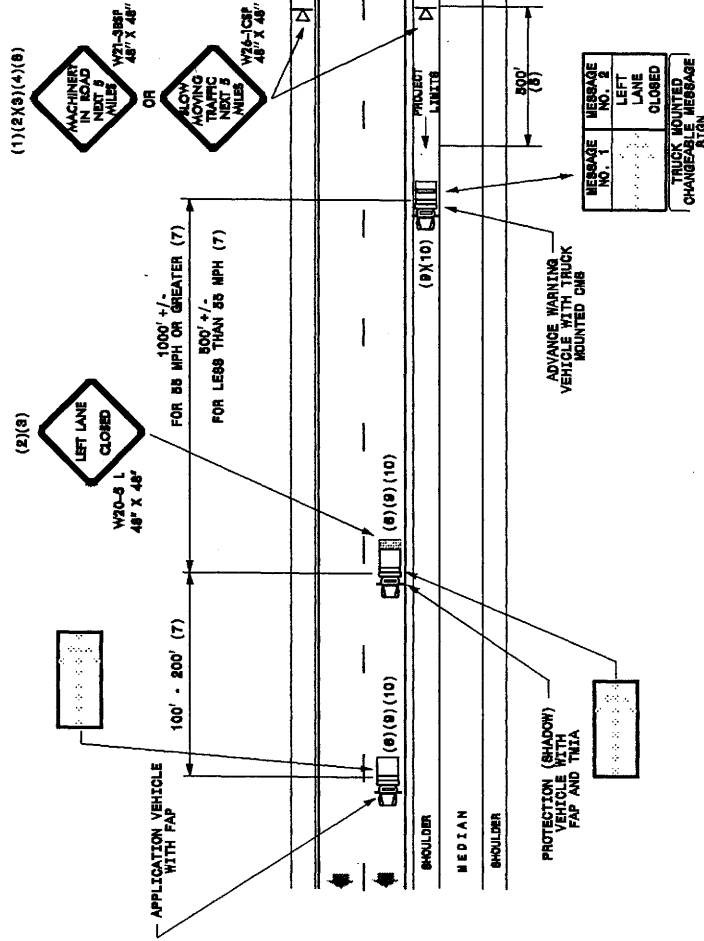 (1)(2)(3)(4)(8)
MACHINERY
IN ROAD
NEXT 5
MILES
W21-3BSP
48" X 48"
OR
SLOW
MOVING
TRAFFIC
NEXT 5
MILES
W26-1CSP
48" X 48"
(2)(3)
LEFT LANE
CLOSED
W20-5 L
48" X 48"
1000' +/-
FOR 55 MPH OR GREATER (7)
500' +/-
FOR LESS THAN 55 MPH (7)
100' - 200' (7)
APPLICATION VEHICLE
WITH FAP
(6)(9)(10)
(6)(9)(10)
(9)(10)
PROJECT
LIMITS
500'
(5)
SHOULDER
MEDIAN
SHOULDER
PROTECTION (SHADOW)
VEHICLE WITH
FAP AND TMIA
ADVANCE WARNING
VEHICLE WITH TRUCK
MOUNTED CMS
MESSAGE
NO. 1
MESSAGE
NO. 2
LEFT
LANE
CLOSED
TRUCK MOUNTED
CHANGEABLE MESSAGE
SIGN